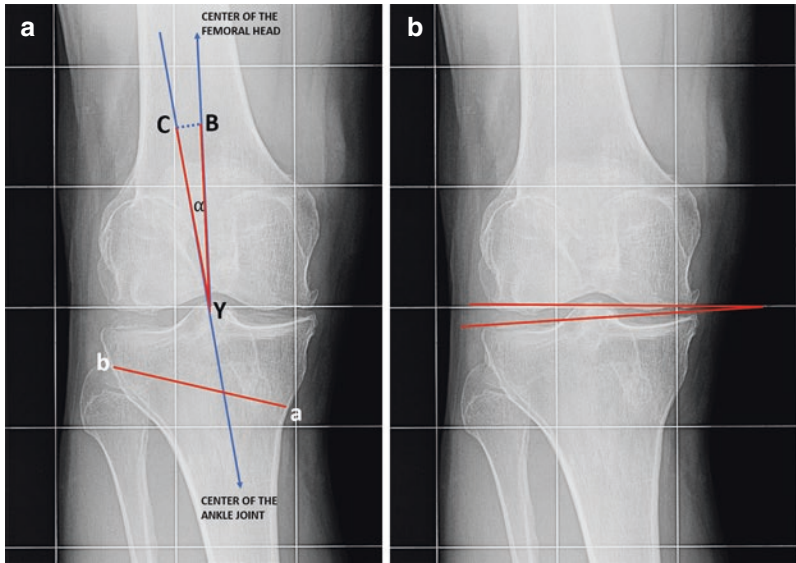 a
CENTER OF THE
FEMORAL HEAD
C
B
α
Y
b
a
CENTER OF THE
ANKLE JOINT
b